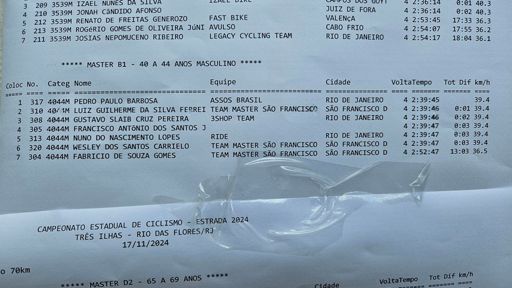 3 209 3539M IZAEL NUNES DA SILVA IZAEL BIKE CAMPOS DOS GOYT 4 2:36:14 0:01 40.3
4 210 3539M JONAH CÂNDIDO AFONSO JUIZ DE FORA 4 2:36:14 0:01 40.3
5 212 3539M RENATO DE FREITAS GENEROZO FAST BIKE VALENÇA 4 2:53:45 17:33 36.3
6 213 3539M ROGÉRIO GOMES DE OLIVEIRA JÚNI AVULSO CABO FRIO 4 2:54:07 17:55 36.2
7 211 3539M JOSIAS NEPOMUCENO RIBEIRO LEGACY CYCLING TEAM RIO DE JANEIRO 4 2:54:17 18:04 36.1
***** MASTER B1 - 40 A 44 ANOS MASCULINO *****
Coloc No. Categ Nome Equipe Cidade VoltaTempo Tot Dif km/h
1 317 4044M PEDRO PAULO BARBOSA ASSOS BRASIL RIO DE JANEIRO 4 2:39:45 39.4
2 310 4044M LUIZ GUILHERME DA SILVA FERREI TEAM MASTER SÃO FRANCISCO SÃO FRANCISCO D 4 2:39:46 0:01 39.4
3 308 4044M GUSTAVO SLAIB CRUZ PEREIRA 3SHOP TEAM RIO DE JANEIRO 4 2:39:46 0:02 39.4
4 305 4044M FRANCISCO ANTÔNIO DOS SANTOS J 4 2:39:47 0:03 39.4
5 313 4044M NUNO DO NASCIMENTO LOPES RIDE RIO DE JANEIRO 4 2:39:47 0:03 39.4
6 320 4044M WESLEY DOS SANTOS CARRIELO TEAM MASTER SÃO FRANCISCO SÃO FRANCISCO D 4 2:39:47 0:03 39.4
7 304 4044M FABRICIO DE SOUZA GOMES TEAM MASTER SÃO FRANCISCO SÃO FRANCISCO D 4 2:52:47 13:03 36.5
CAMPEONATO ESTADUAL DE CICLISMO - ESTRADA 2024
TRÊS ILHAS - RIO DAS FLORES/RJ
17/11/2024
o 70km
***** MASTER D2 - 65 A 69 ANOS *****
Cidade VoltaTempo Tot Dif km/h